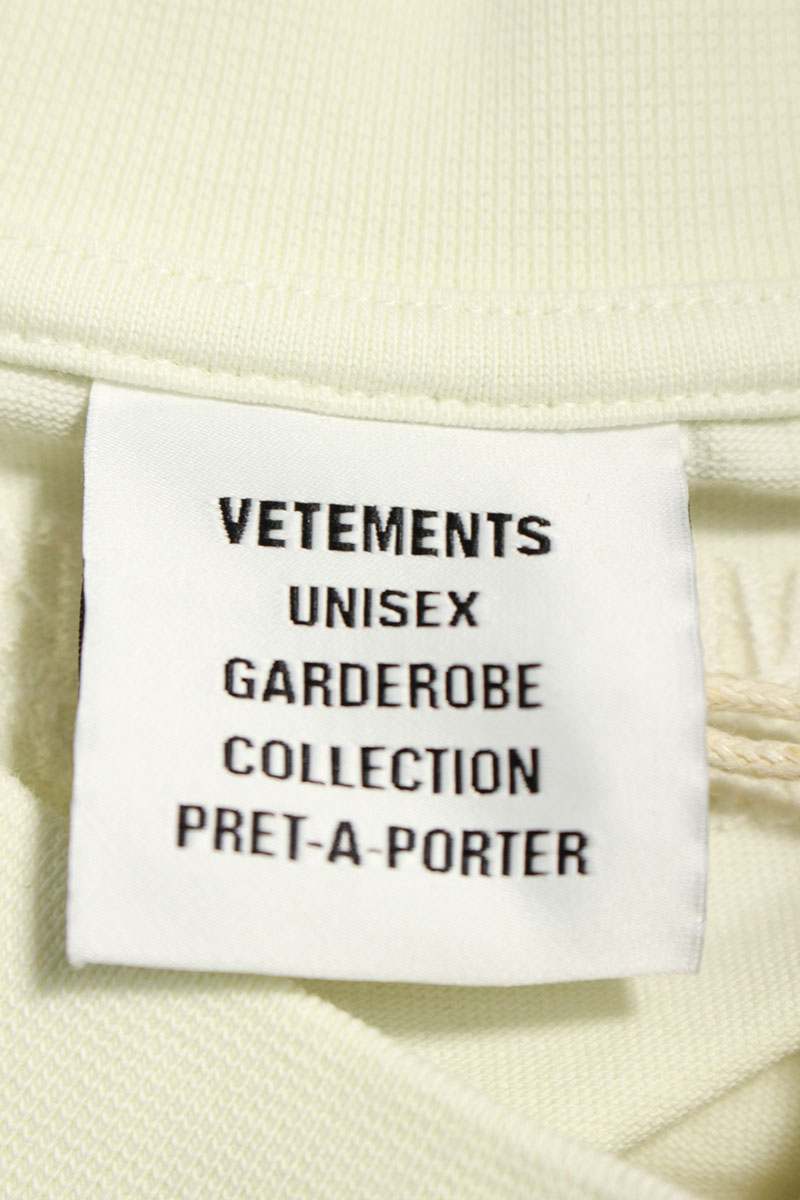 VETEMENTS
UNISEX
GARDEROBE
COLLECTION
PRET-A-PORTER